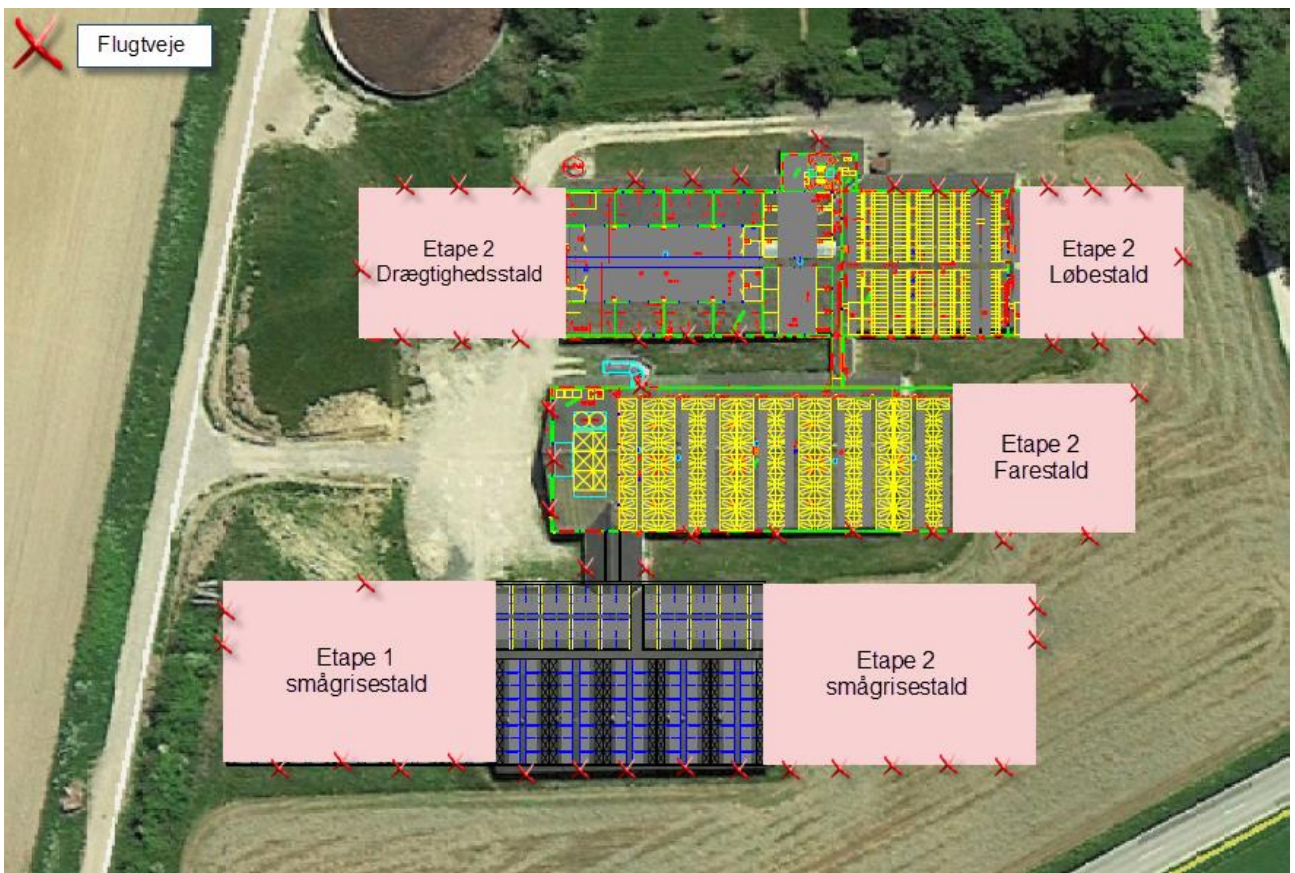 Flugtveje
Etape 2
Drægtighedsstald
Etape 2
Løbestald
Etape 2
Farestald
Etape 1
smågrisestald
Etape 2
smågrisestald